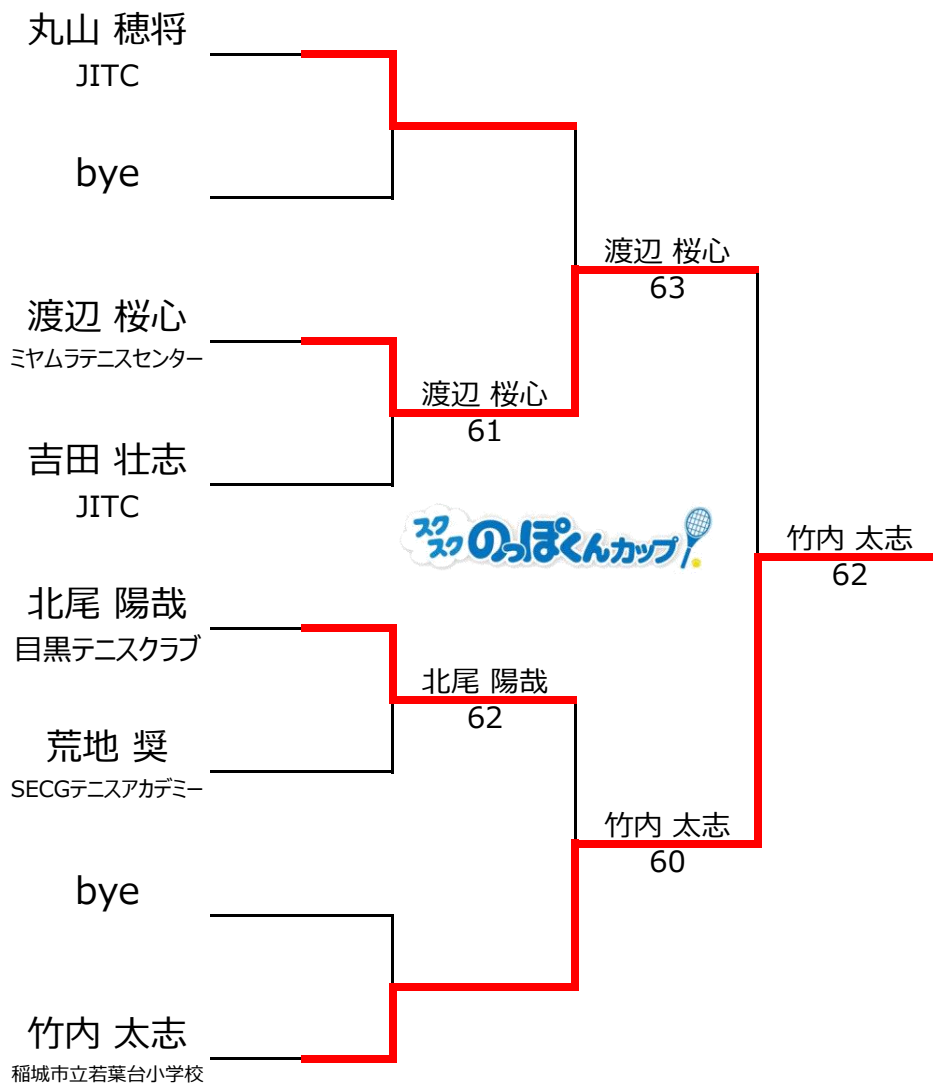 丸山 穂将
JITC
bye
渡辺 桜心
63
渡辺 桜心
ミヤムラテニスセンター
渡辺 桜心
61
吉田 壮志
JITC
スクスクのっぽくんカップ
竹内 太志
62
北尾 陽哉
目黒テニスクラブ
北尾 陽哉
62
荒地 奨
SECGテニスアカデミー
竹内 太志
60
bye
竹内 太志
稲城市立若葉台小学校